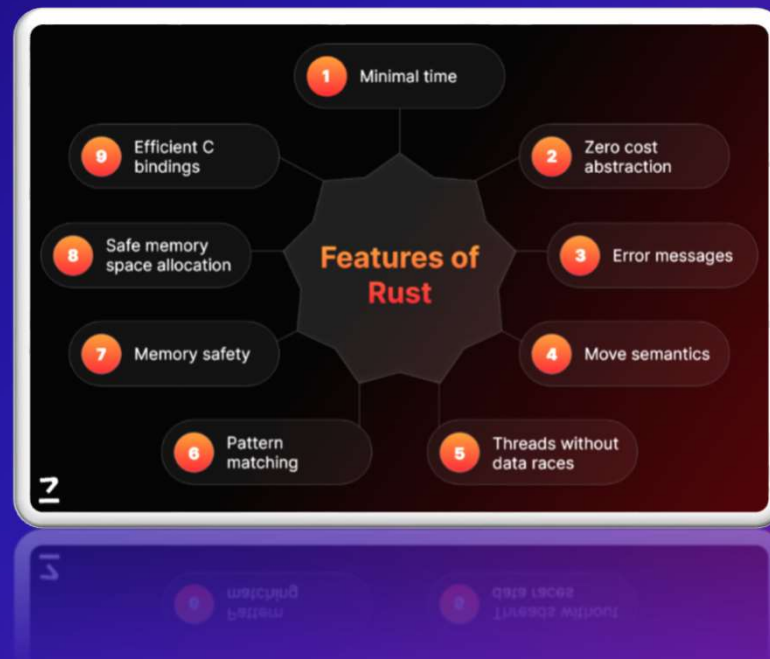 Features of
Rust
1 Minimal time
2 Zero cost
abstraction
3 Error messages
4 Move semantics
5 Threads without
data races
6 Pattern
matching
7 Memory safety
8 Safe memory
space allocation
9 Efficient C
bindings